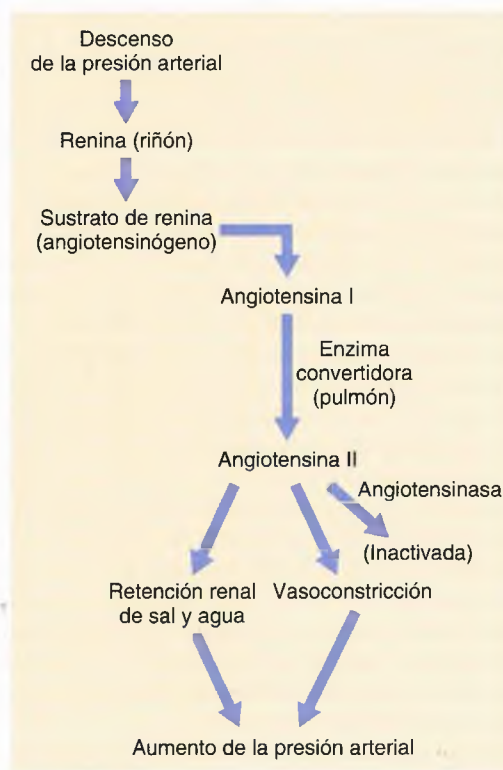 Descenso
de la presión arterial
Renina (riñón)
Sustrato de renina
(angiotensinógeno)
Angiotensina I
Enzima
convertidora
(pulmón)
Angiotensina II
Angiotensinasa
(Inactivada)
Retención renal
de sal y agua
Vasoconstricción
Aumento de la presión arterial